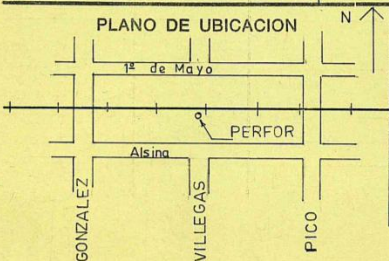 PLANO DE UBICACION
N
1ª de Mayo
PERFOR
Alsina
GONZALEZ
VILLEGAS
PICO